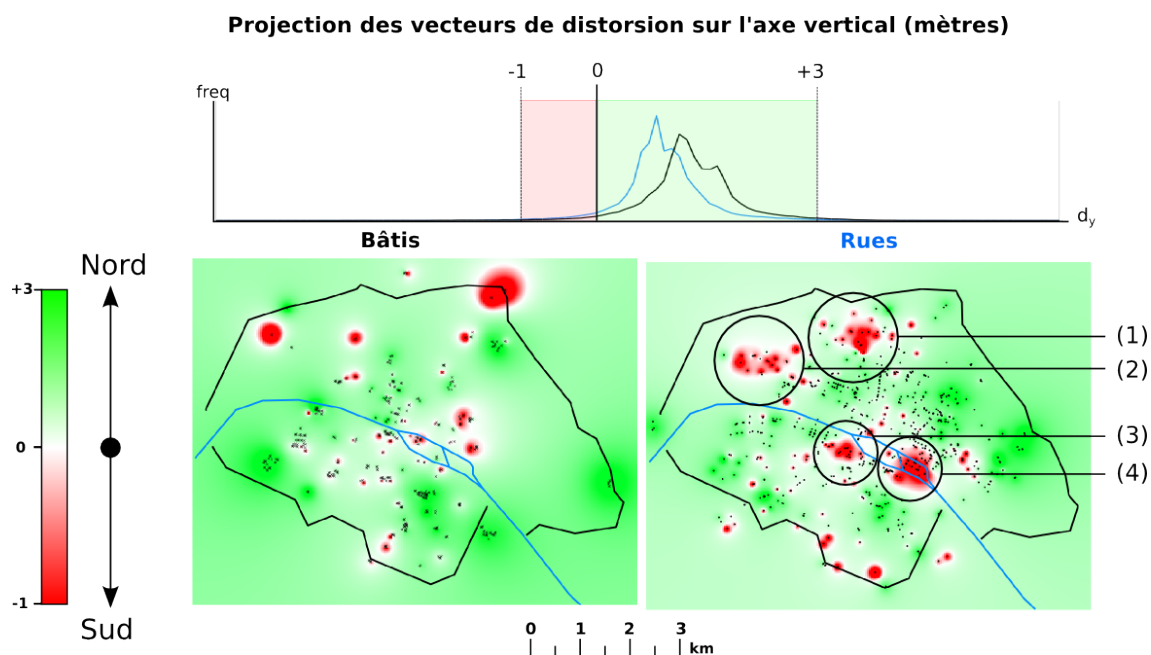 Projection des vecteurs de distorsion sur l'axe vertical (mètres)
-1 0 +3
freq
dy
Bâtis Rues
Nord
+3
0
-1
Sud
(1)
(2)
(3)
(4)
0 1 2 3
km